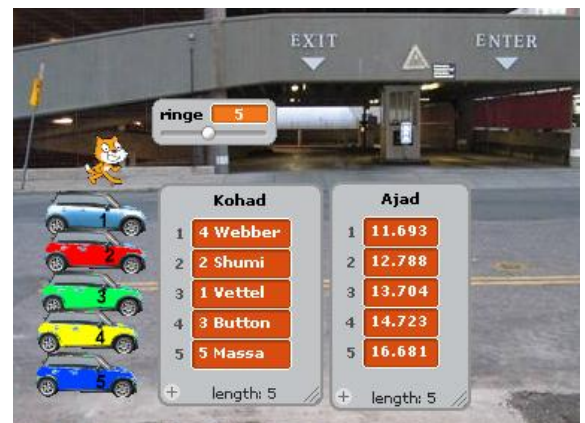 EXIT
ENTER
ringe 5
Kohad
1 4 Webber
2 2 Shumi
3 1 Vettel
4 3 Button
5 5 Massa
+ length: 5
Ajad
1 11.693
2 12.788
3 13.704
4 14.723
5 16.681
+ length: 5
1
2
3
4
5